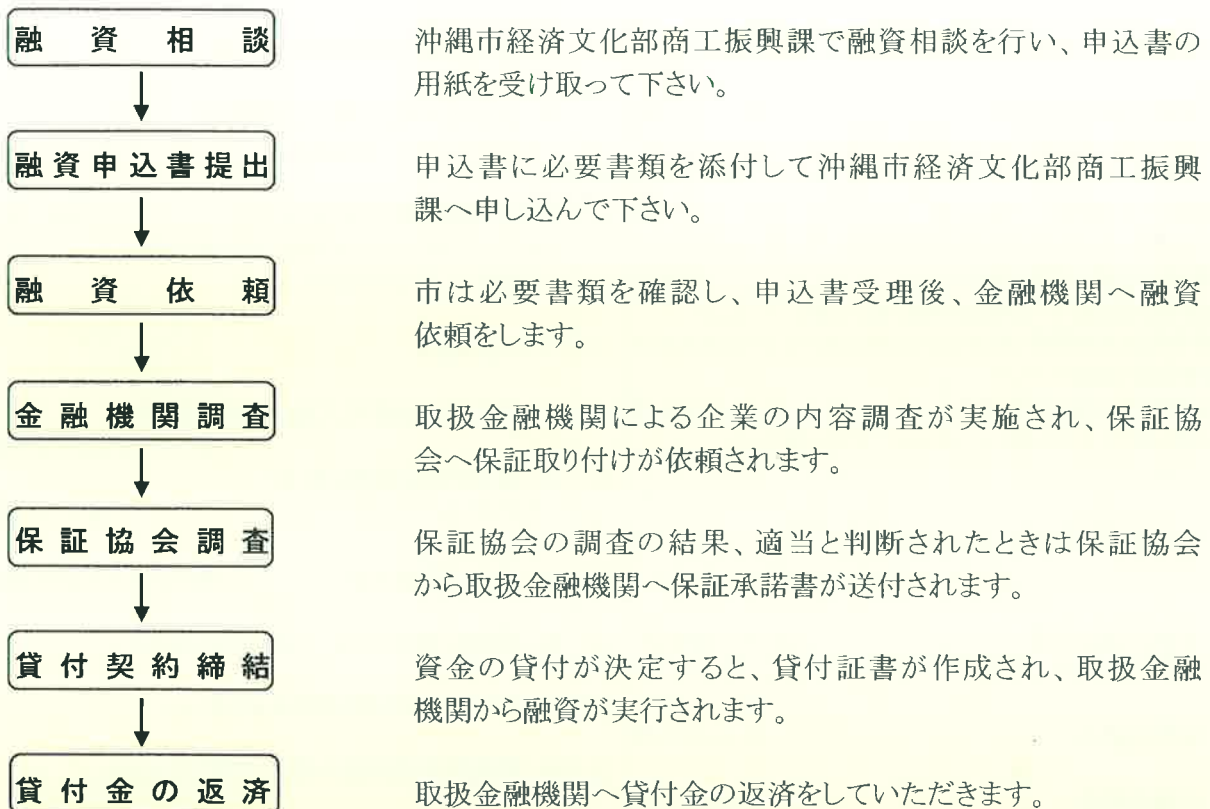 融資相談
沖縄市経済文化部商工振興課で融資相談を行い、申込書の
用紙を受け取って下さい。
融資申込書提出
申込書に必要書類を添付して沖縄市経済文化部商工振興
課へ申し込んで下さい。
融資依頼
市は必要書類を確認し、申込書受理後、金融機関へ融資
依頼をします。
金融機関調査
取扱金融機関による企業の内容調査が実施され、保証協
会へ保証取り付けが依頼されます。
保証協会調査
保証協会の調査の結果、適当と判断されたときは保証協会
から取扱金融機関へ保証承諾書が送付されます。
貸付契約締結
資金の貸付が決定すると、貸付証書が作成され、取扱金融
機関から融資が実行されます。
貸付金の返済
取扱金融機関へ貸付金の返済をしていただきます。